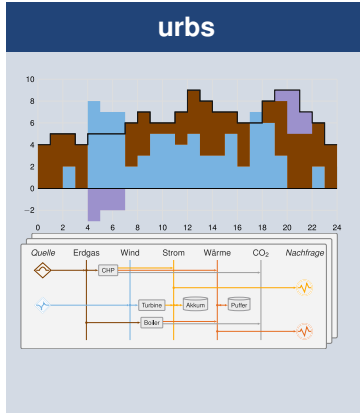 urbs
10
8
6
4
2
0
−2
0 2 4 6 8 10 12 14 16 18 20 22 24
Quelle Erdgas Wind Strom Wärme CO₂ Nachfrage
CHP
Turbine Akkum Puffer
Boiler